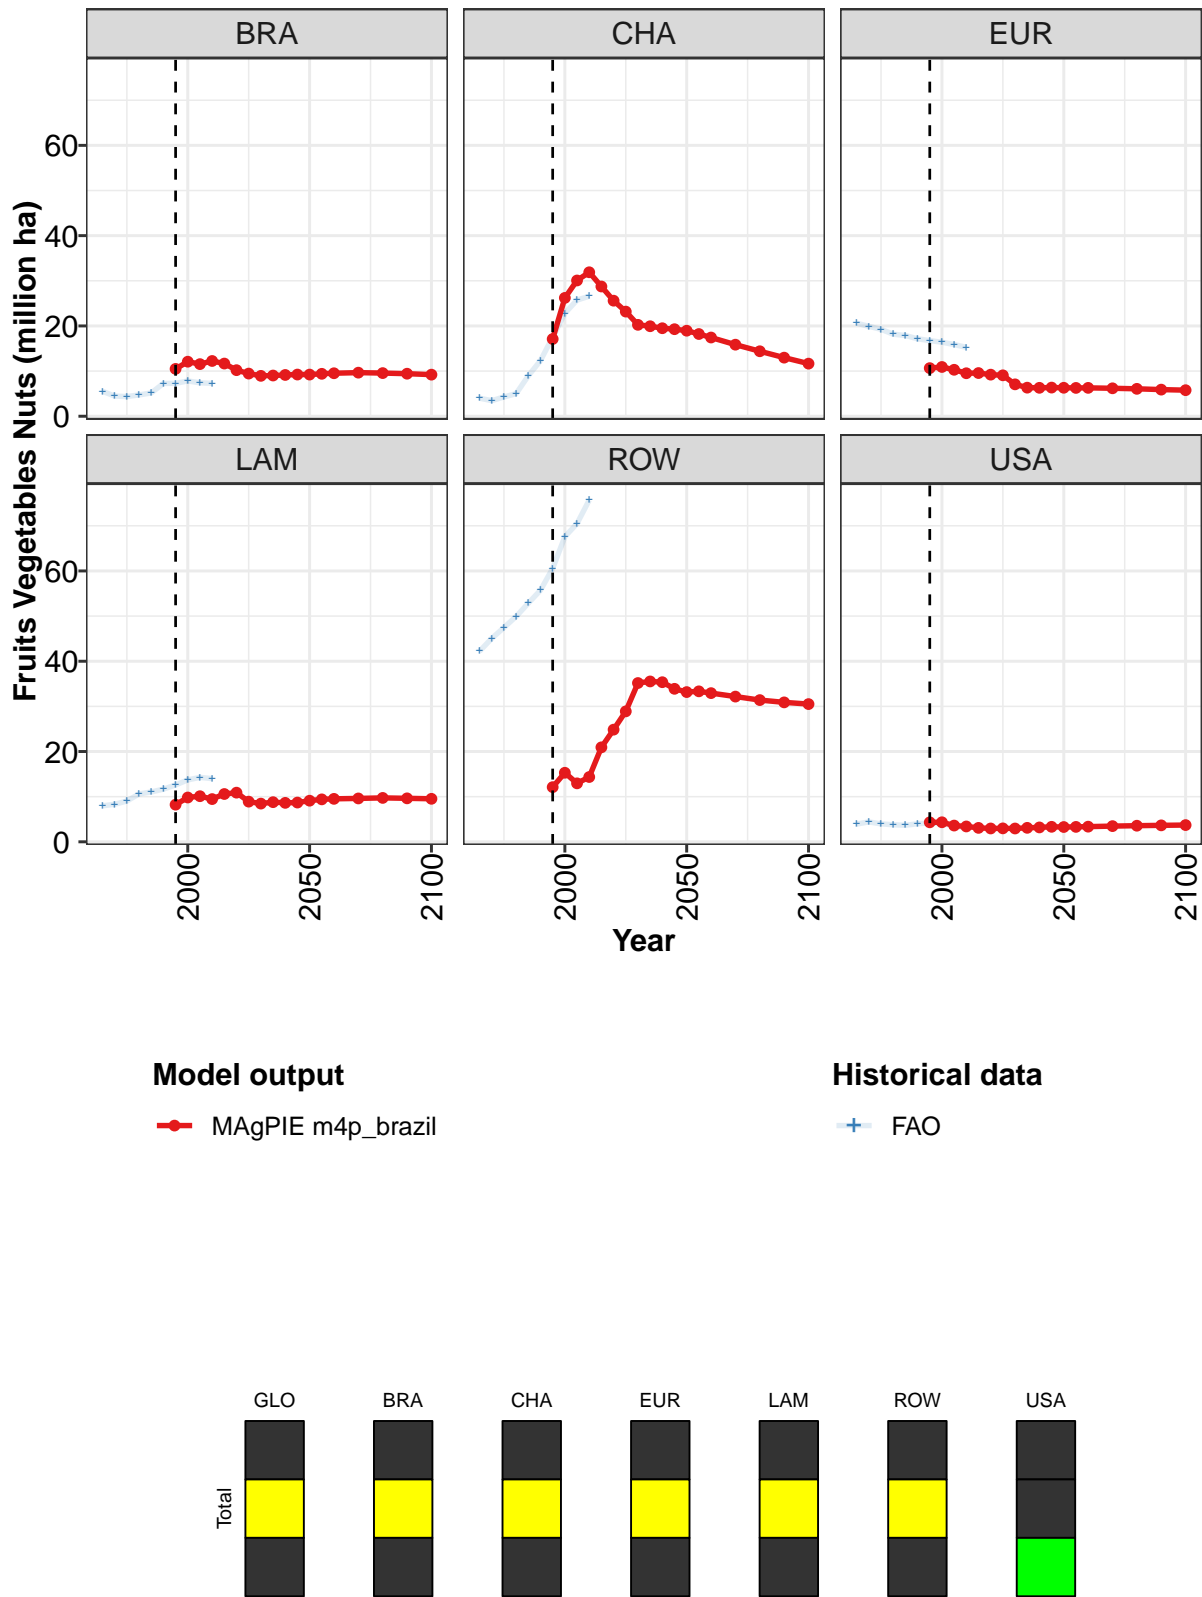 BRA CHA EUR
60
40
20
0
LAM ROW USA
60
40
20
0
Fruits Vegetables Nuts (million ha)
2000 2050 2100 2000 2050 2100 2000 2050 2100
Year
Model output Historical data
MAgPIE m4p_brazil FAO
GLO BRA CHA EUR LAM ROW USA
Total